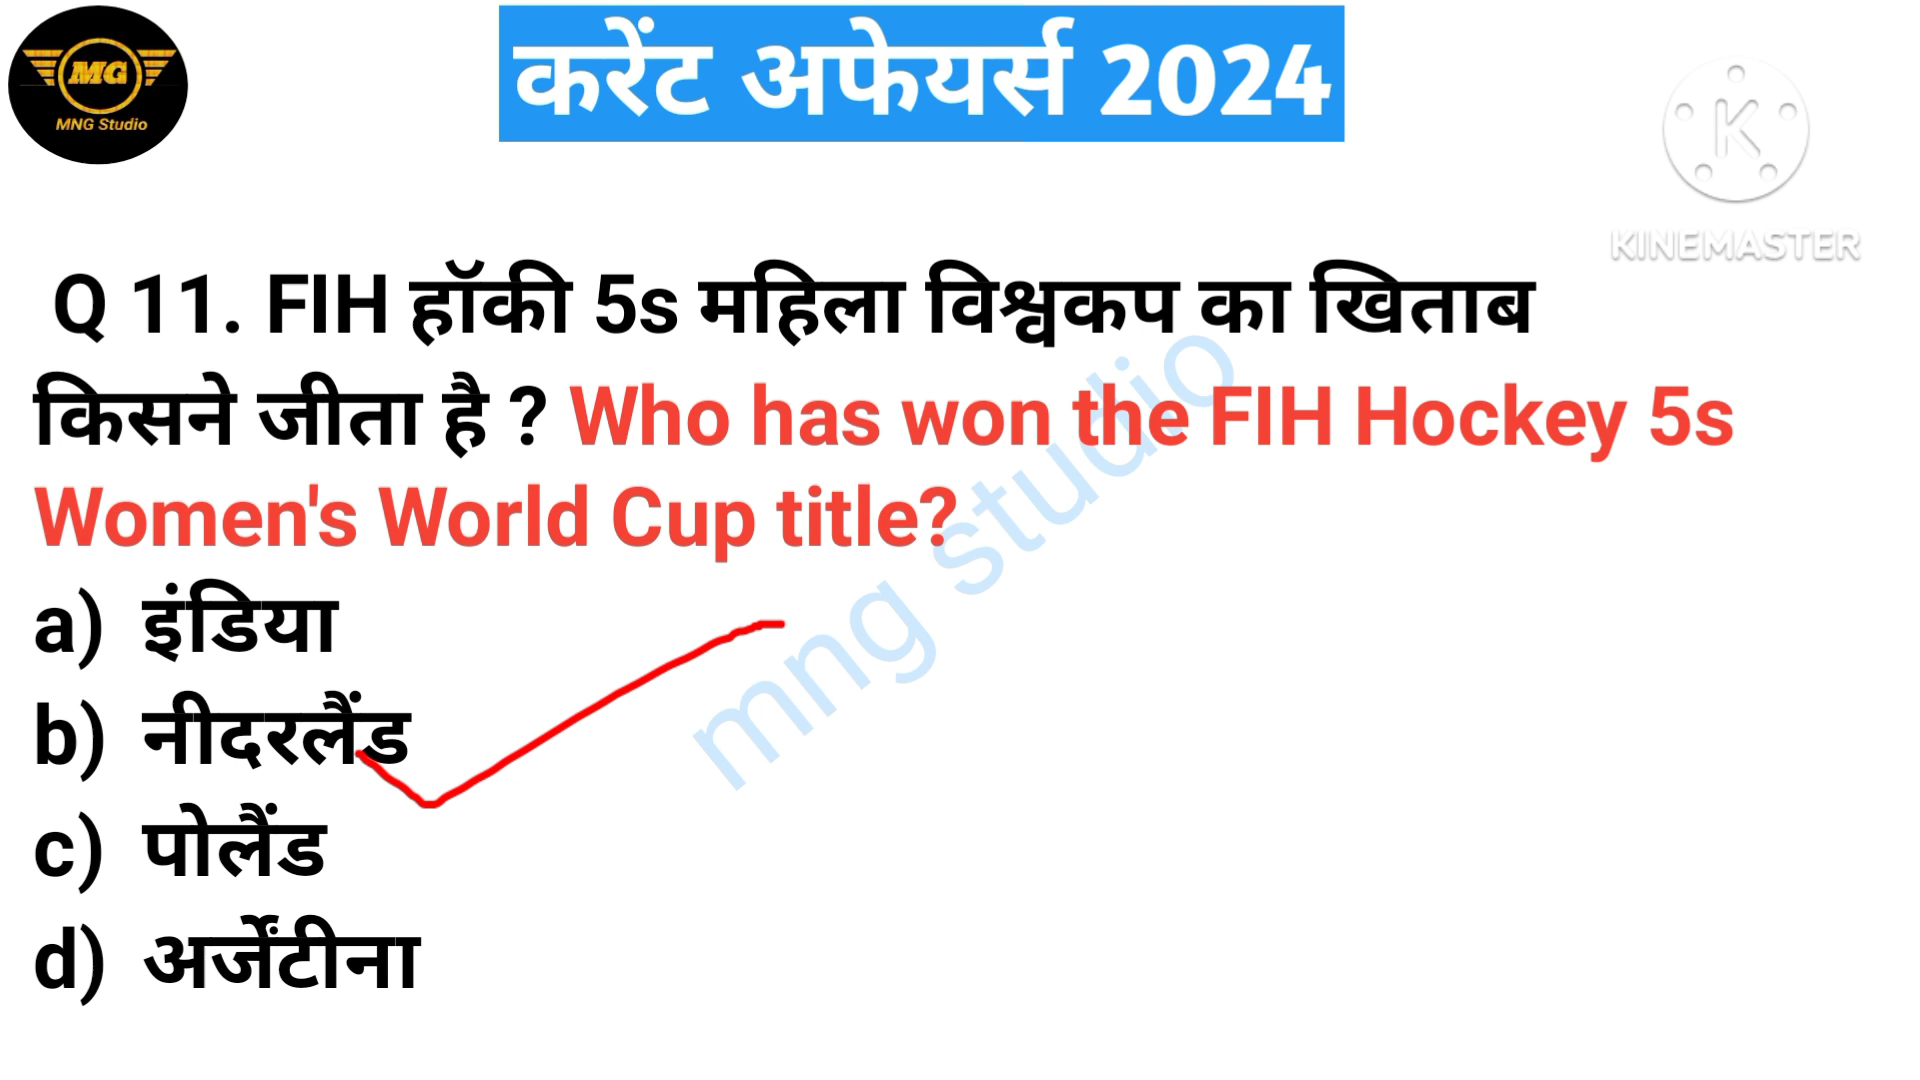 MG
MNG Studio
करेंट अफेयर्स 2024
K
KINEMASTER
Q 11. FIH हॉकी 5s महिला विश्वकप का खिताब
किसने जीता है ? Who has won the FIH Hockey 5s
Women's World Cup title?
a) इंडिया
b) नीदरलैंड
c) पोलैंड
d) अर्जेंटीना
mng studio